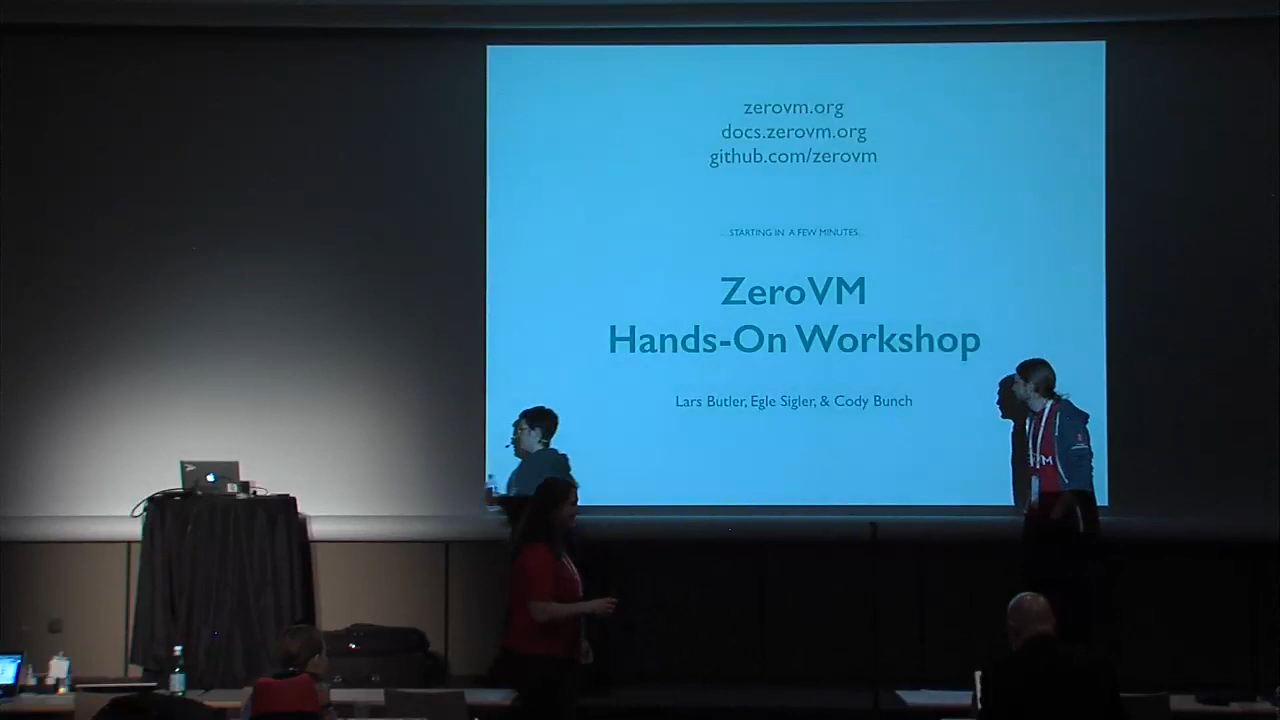 zerovm.org
docs.zerovm.org
github.com/zerovm
...STARTING IN A FEW MINUTES...
ZeroVM
Hands-On Workshop
Lars Butler, Egle Sigler, & Cody Bunch